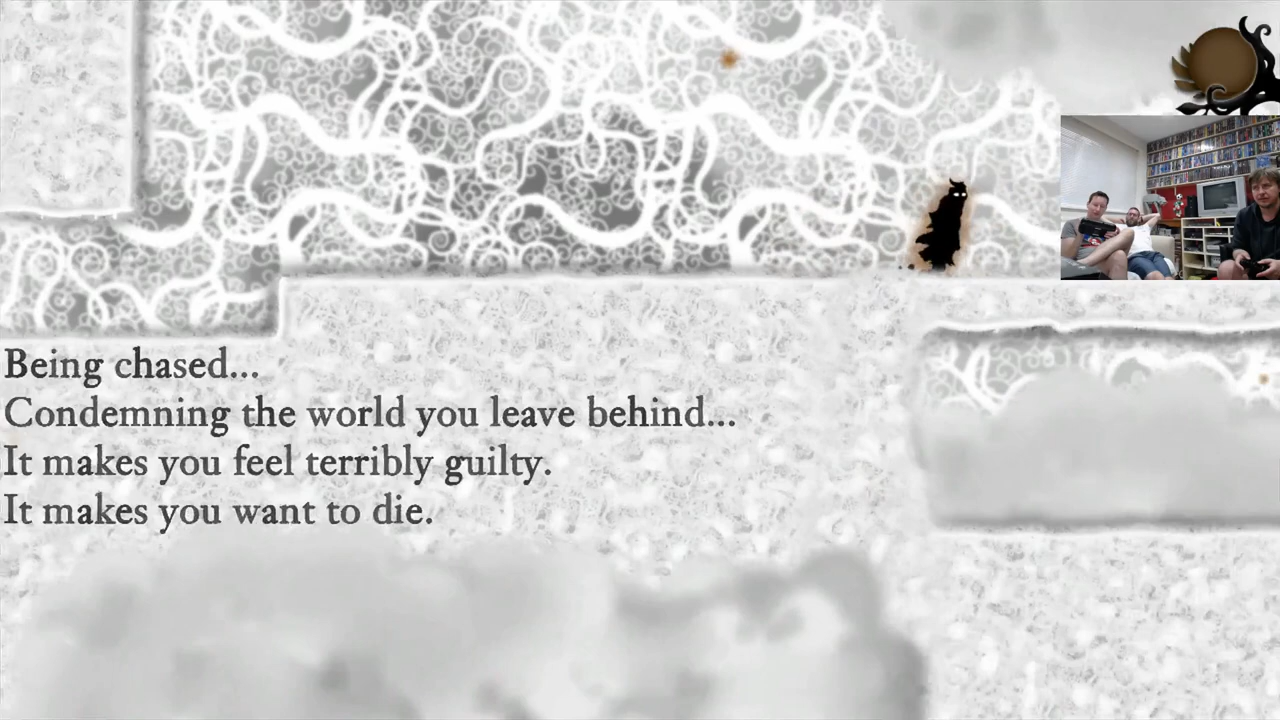 Being chased...
Condemning the world you leave behind...
It makes you feel terribly guilty.
It makes you want to die.